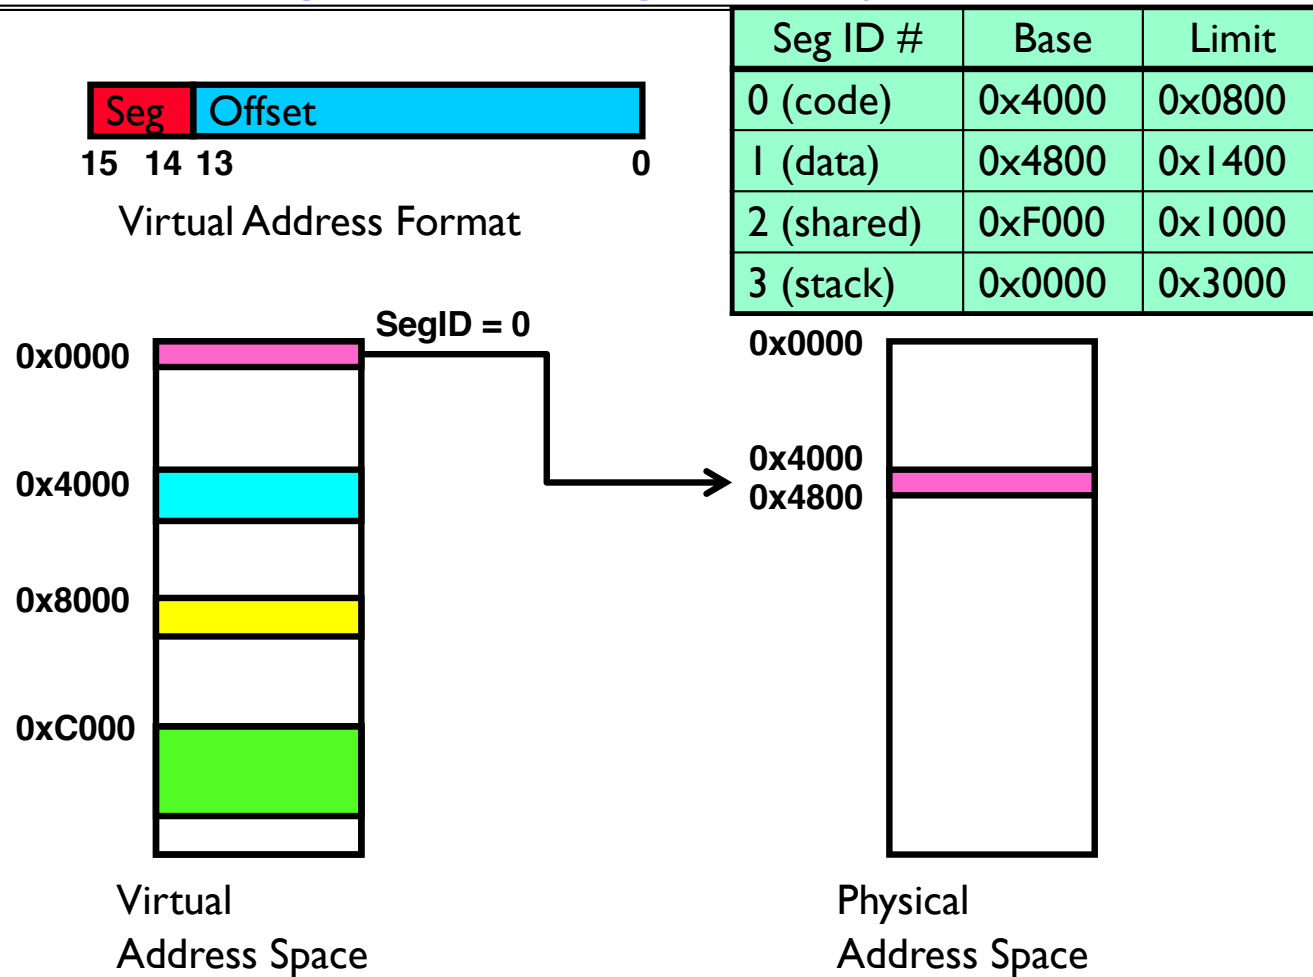 Seg ID # Base Limit
0 (code) 0x4000 0x0800
1 (data) 0x4800 0x1400
2 (shared) 0xF000 0x1000
3 (stack) 0x0000 0x3000
Seg Offset
15 14 13 0
Virtual Address Format
SegID = 0
0x0000
0x4000
0x8000
0xC000
Virtual
Address Space
0x0000
0x4000
0x4800
Physical
Address Space